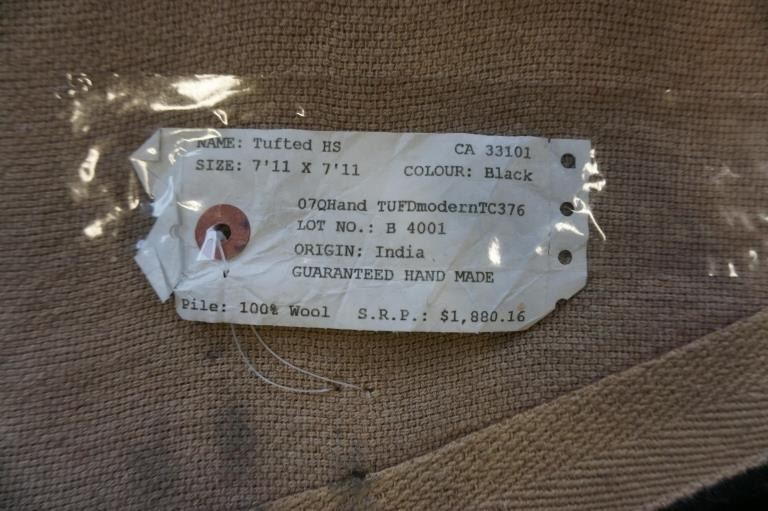 NAME: Tufted HS CA 33101
SIZE: 7'11 X 7'11 COLOUR: Black
07QHand TUFDmodernTC376
LOT NO.: B 4001
ORIGIN: India
GUARANTEED HAND MADE
Pile: 100% Wool S.R.P.: $1,880.16